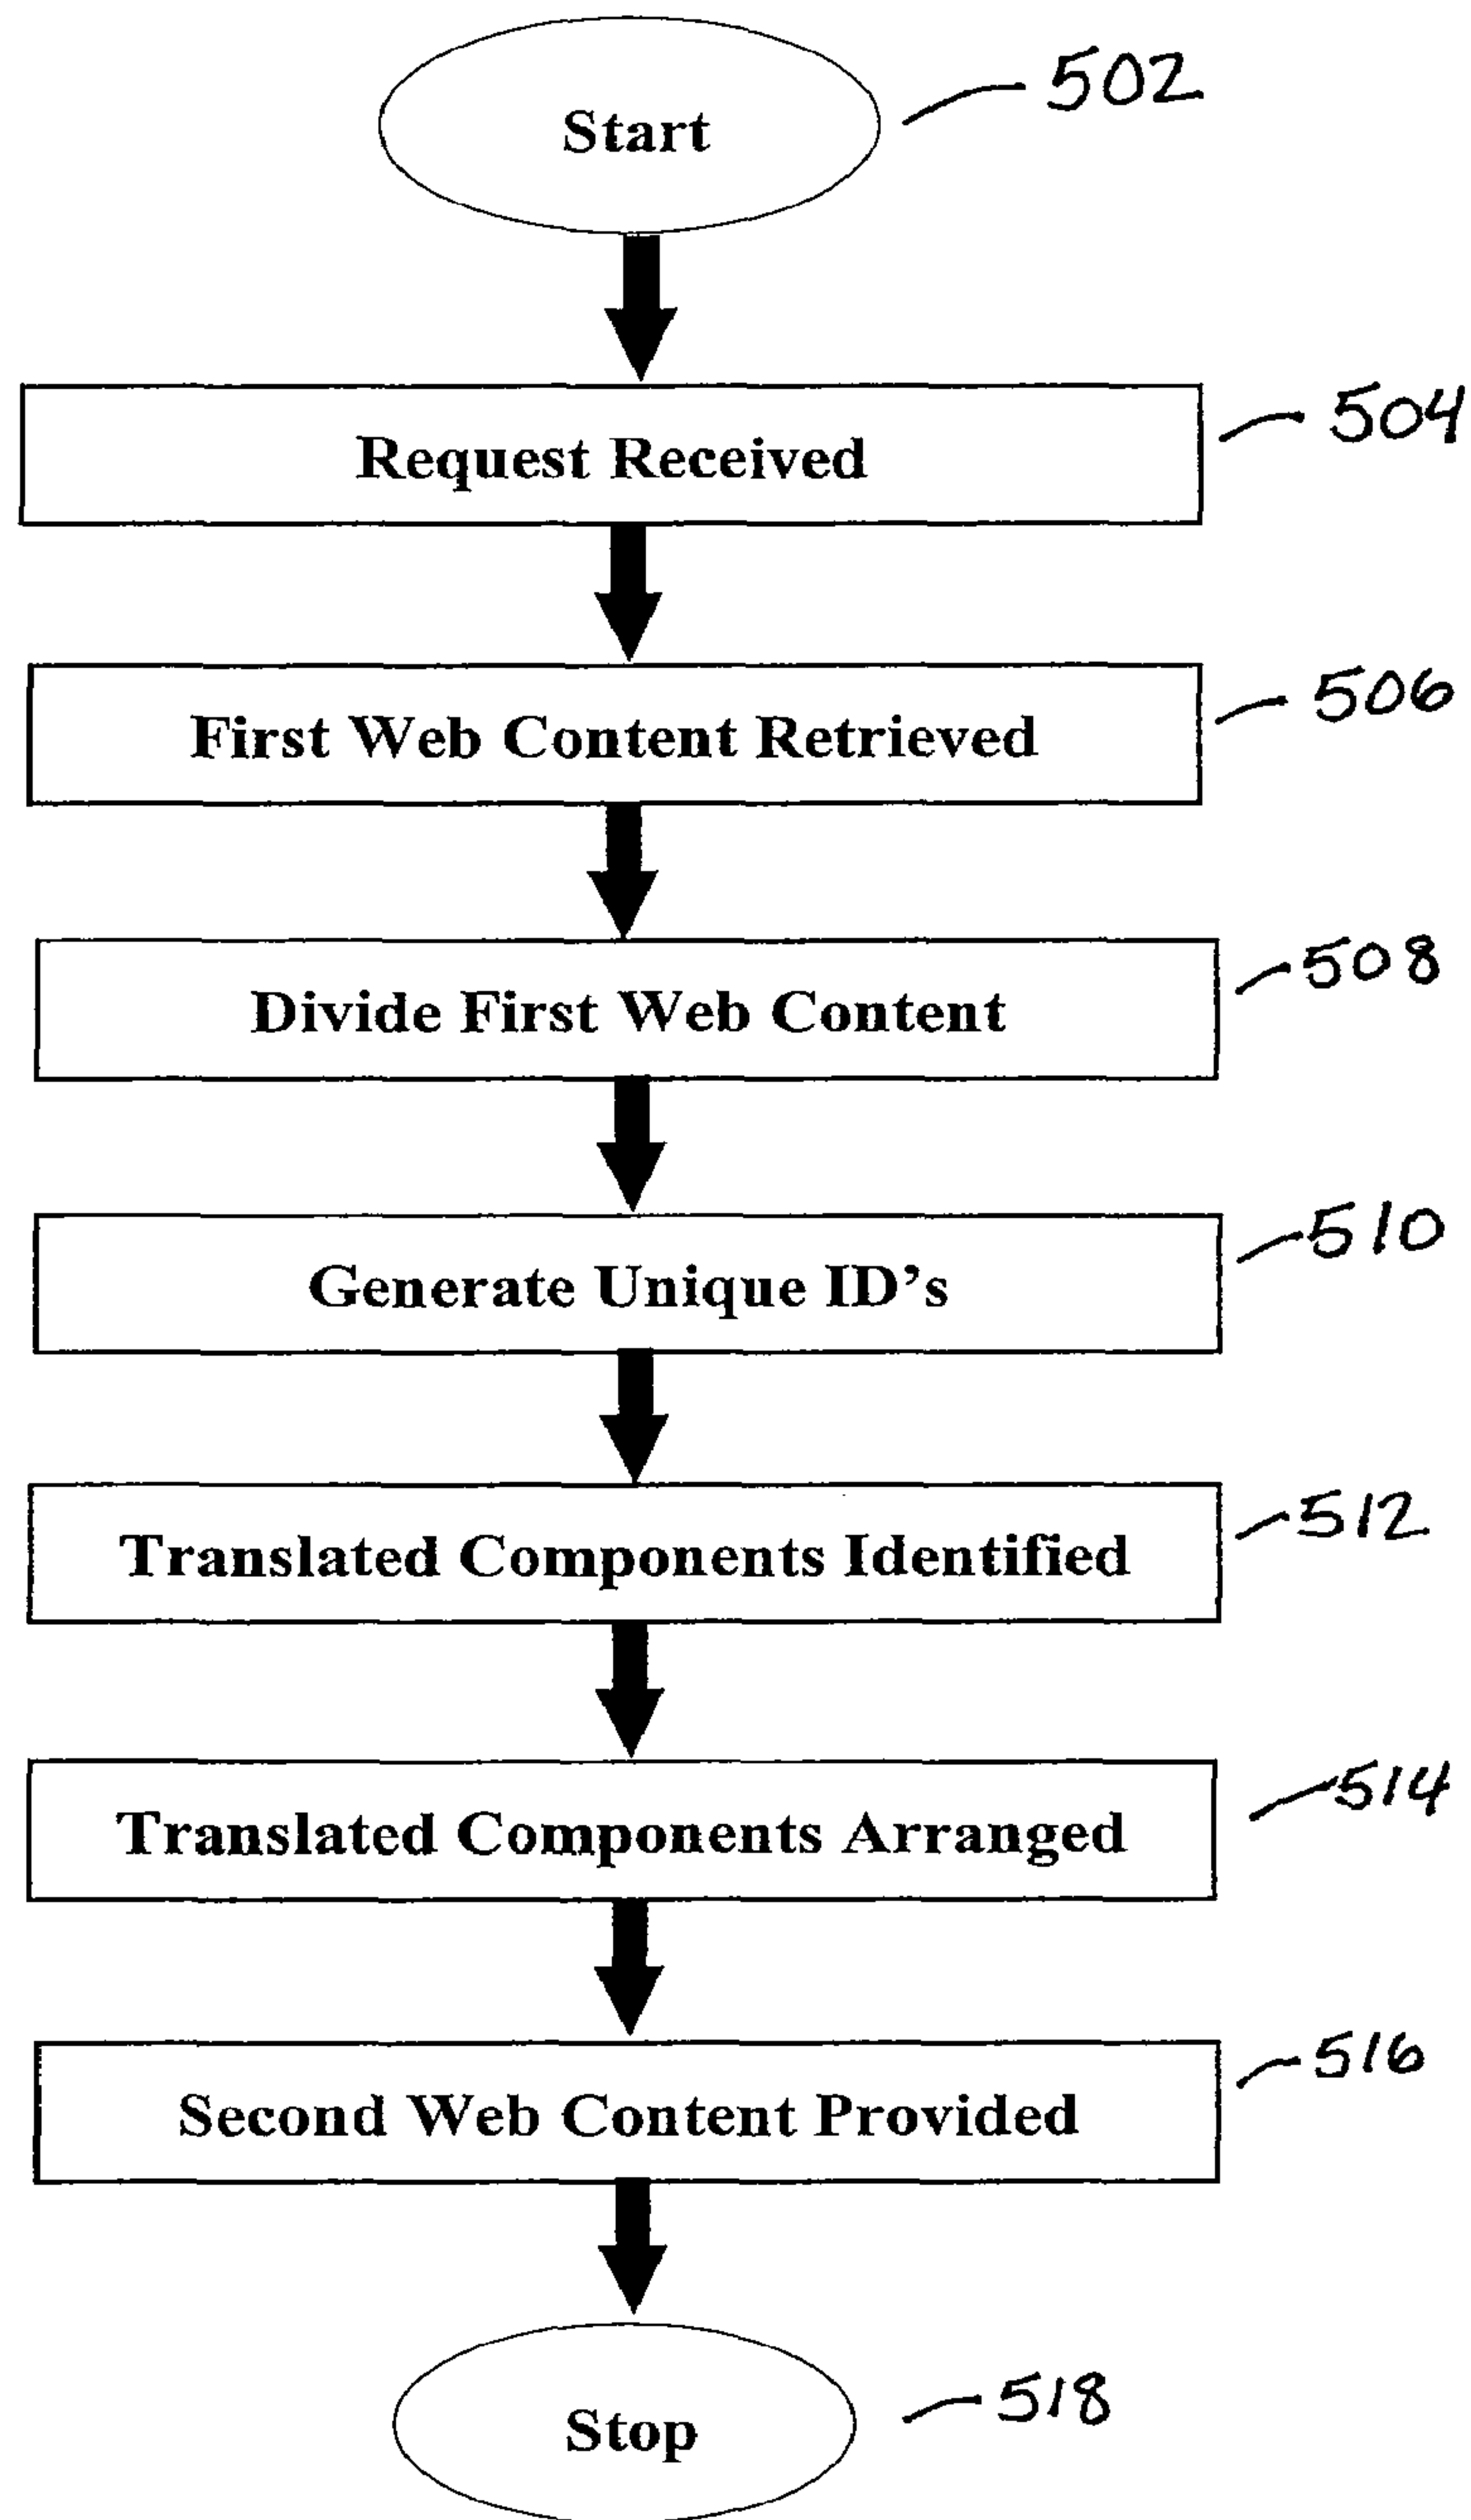 Start
502
Request Received
504
First Web Content Retrieved
506
Divide First Web Content
508
Generate Unique ID’s
510
Translated Components Identified
512
Translated Components Arranged
514
Second Web Content Provided
516
Stop
518